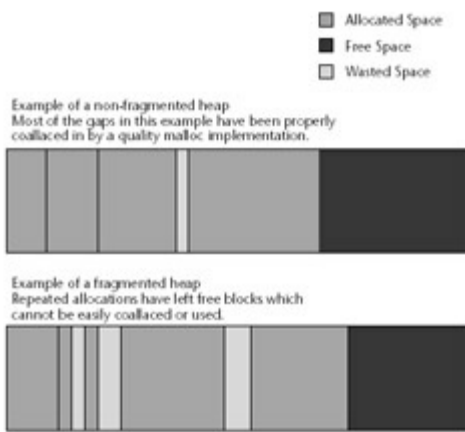 Allocated Space
Free Space
Wasted Space
Example of a non-fragmented heap
Most of the gaps in this example have been properly
coallaced in by a quality malloc implementation.
Example of a fragmented heap
Repeated allocations have left free blocks which
cannot be easily coallaced or used.